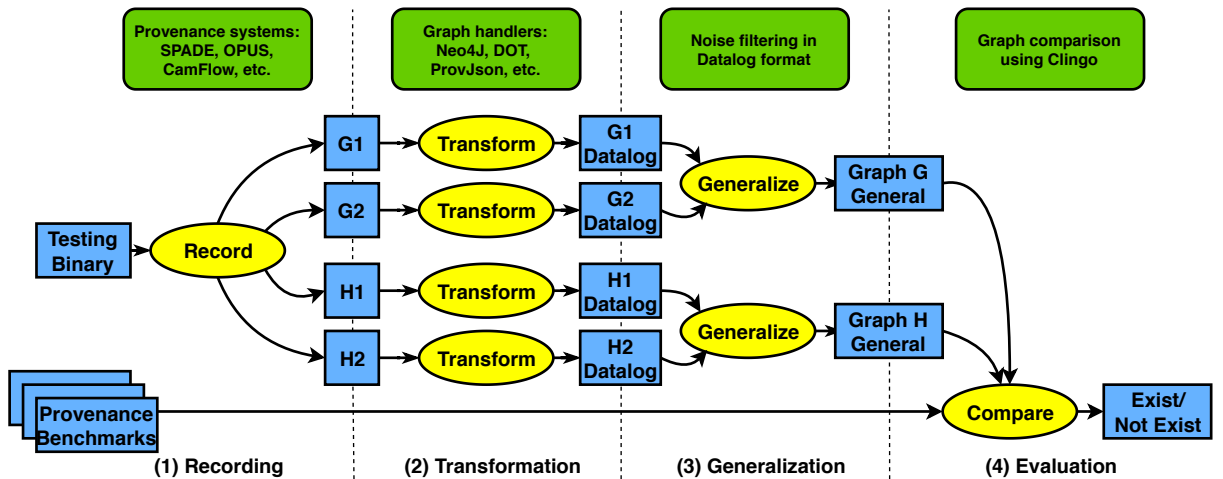 Provenance systems:
SPADE, OPUS,
CamFlow, etc.
Graph handlers:
Neo4J, DOT,
ProvJson, etc.
Noise filtering in
Datalog format
Graph comparison
using Clingo
G1
Transform
G1
Datalog
Generalize
Graph G
General
G2
Transform
G2
Datalog
Testing
Binary
Record
H1
Transform
H1
Datalog
Generalize
Graph H
General
H2
Transform
H2
Datalog
Provenance
Benchmarks
Compare
Exist/
Not Exist
(1) Recording
(2) Transformation
(3) Generalization
(4) Evaluation